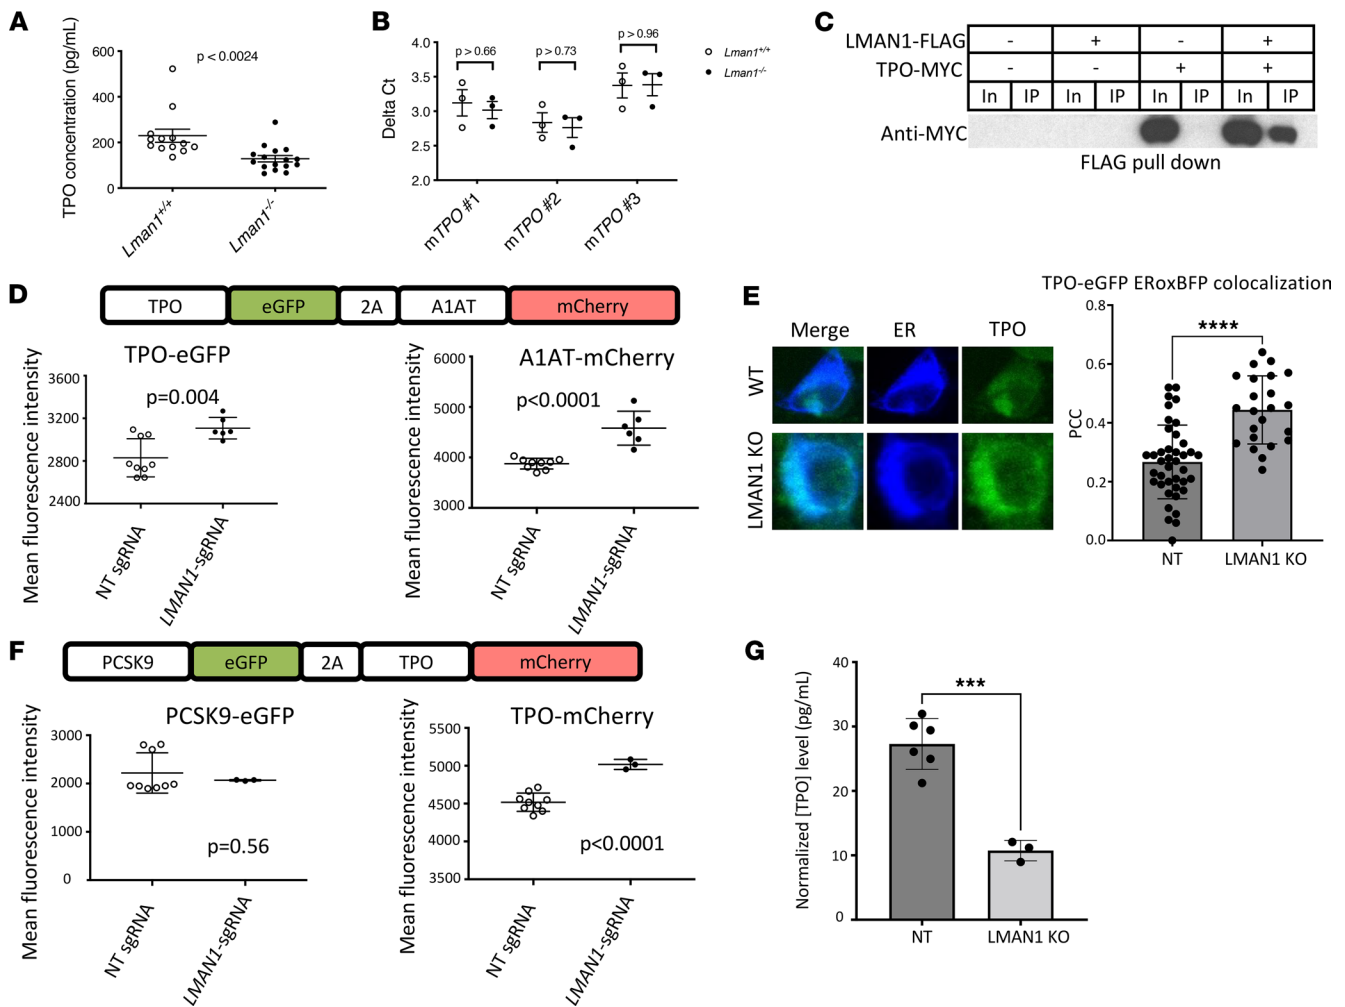 A
TPO concentration (pg/mL)
600
400
200
0
p < 0.0024
Lman1+/+
Lman1-/-
B
Delta Ct
4.0
3.5
3.0
2.5
2.0
p > 0.66
p > 0.73
p > 0.96
Lman1+/+
Lman1-/-
mTPO #1
mTPO #2
mTPO #3
C
LMAN1-FLAG - + - +
TPO-MYC - - + +
In IP In IP In IP In IP
Anti-MYC
FLAG pull down
D
TPO eGFP 2A A1AT mCherry
TPO-eGFP
Mean fluorescence intensity
3600
3200
2800
2400
p=0.004
NT sgRNA
LMAN1-sgRNA
A1AT-mCherry
Mean fluorescence intensity
6000
5000
4000
3000
p<0.0001
NT sgRNA
LMAN1-sgRNA
E
Merge ER TPO
WT
LMAN1 KO
TPO-eGFP ERoxBFP colocalization
PCC
0.8
0.6
0.4
0.2
0.0
****
NT
LMAN1 KO
F
PCSK9 eGFP 2A TPO mCherry
PCSK9-eGFP
Mean fluorescence intensity
3000
2000
1000
0
p=0.56
NT sgRNA
LMAN1-sgRNA
TPO-mCherry
Mean fluorescence intensity
5500
5000
4500
4000
3500
p<0.0001
NT sgRNA
LMAN1-sgRNA
G
Normalized [TPO] level (pg/mL)
40
30
20
10
0
***
NT
LMAN1 KO